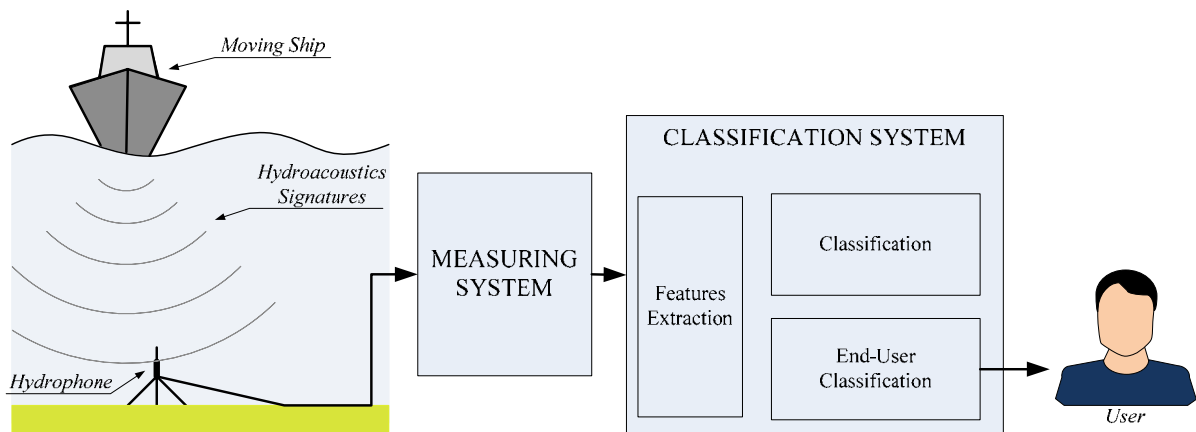 Moving Ship
Hydroacoustics
Signatures
Hydrophone
MEASURING
SYSTEM
CLASSIFICATION SYSTEM
Features
Extraction
Classification
End-User
Classification
User